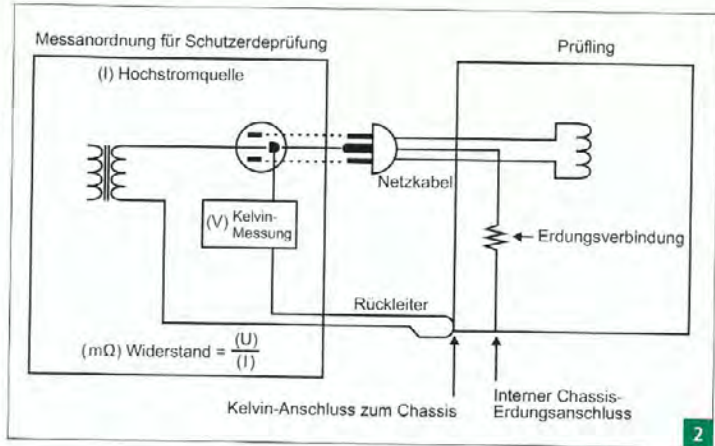 Messanordnung für Schutzerdeprüfung
Prüfling
(I) Hochstromquelle
Netzkabel
(V) Kelvin-
Messung
Erdungsverbindung
Rückleiter
(mΩ) Widerstand = (U)
(I)
Kelvin-Anschluss zum Chassis
Interner Chassis-
Erdungsanschluss
2